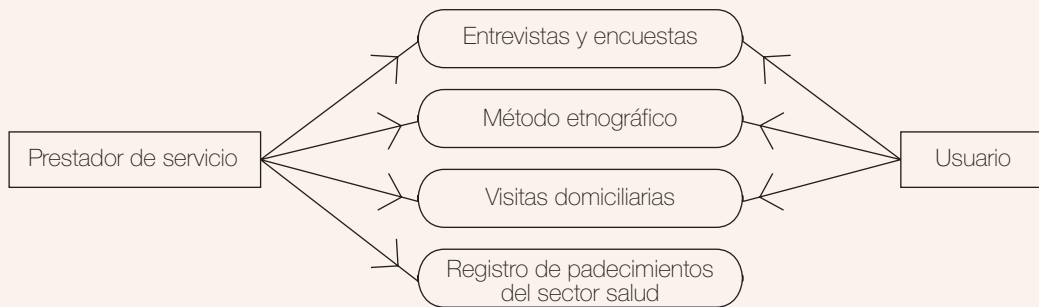 Entrevistas y encuestas
Método etnográfico
Prestador de servicio
Usuario
Visitas domiciliarias
Registro de padecimientos
del sector salud